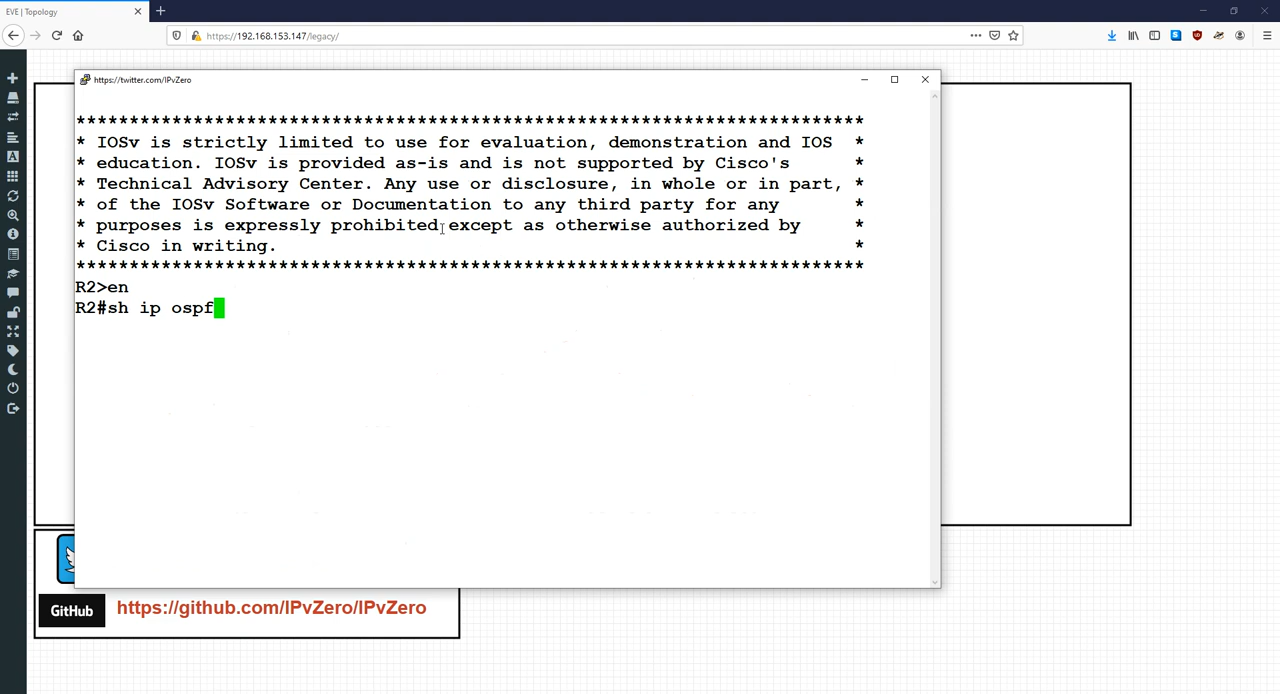 EVE | Topology
https://192.168.153.147/legacy/
https://twitter.com/IPvZero
**************************************************************************
* IOSv is strictly limited to use for evaluation, demonstration and IOS *
* education. IOSv is provided as-is and is not supported by Cisco's *
* Technical Advisory Center. Any use or disclosure, in whole or in part, *
* of the IOSv Software or Documentation to any third party for any *
* purposes is expressly prohibited except as otherwise authorized by *
* Cisco in writing. *
**************************************************************************
R2>en
R2#sh ip ospf
GitHub
https://github.com/IPvZero/IPvZero